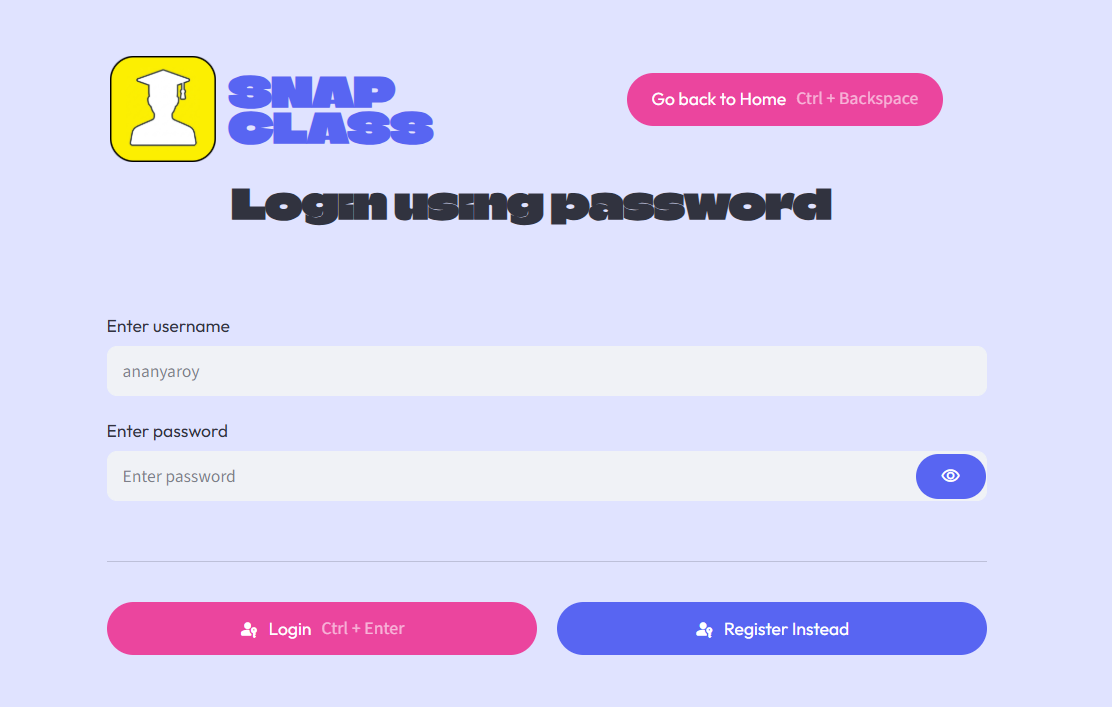 SNAP
CLASS
Go back to Home Ctrl + Backspace
Login using password
Enter username
ananyaroy
Enter password
Enter password
Login Ctrl + Enter
Register Instead